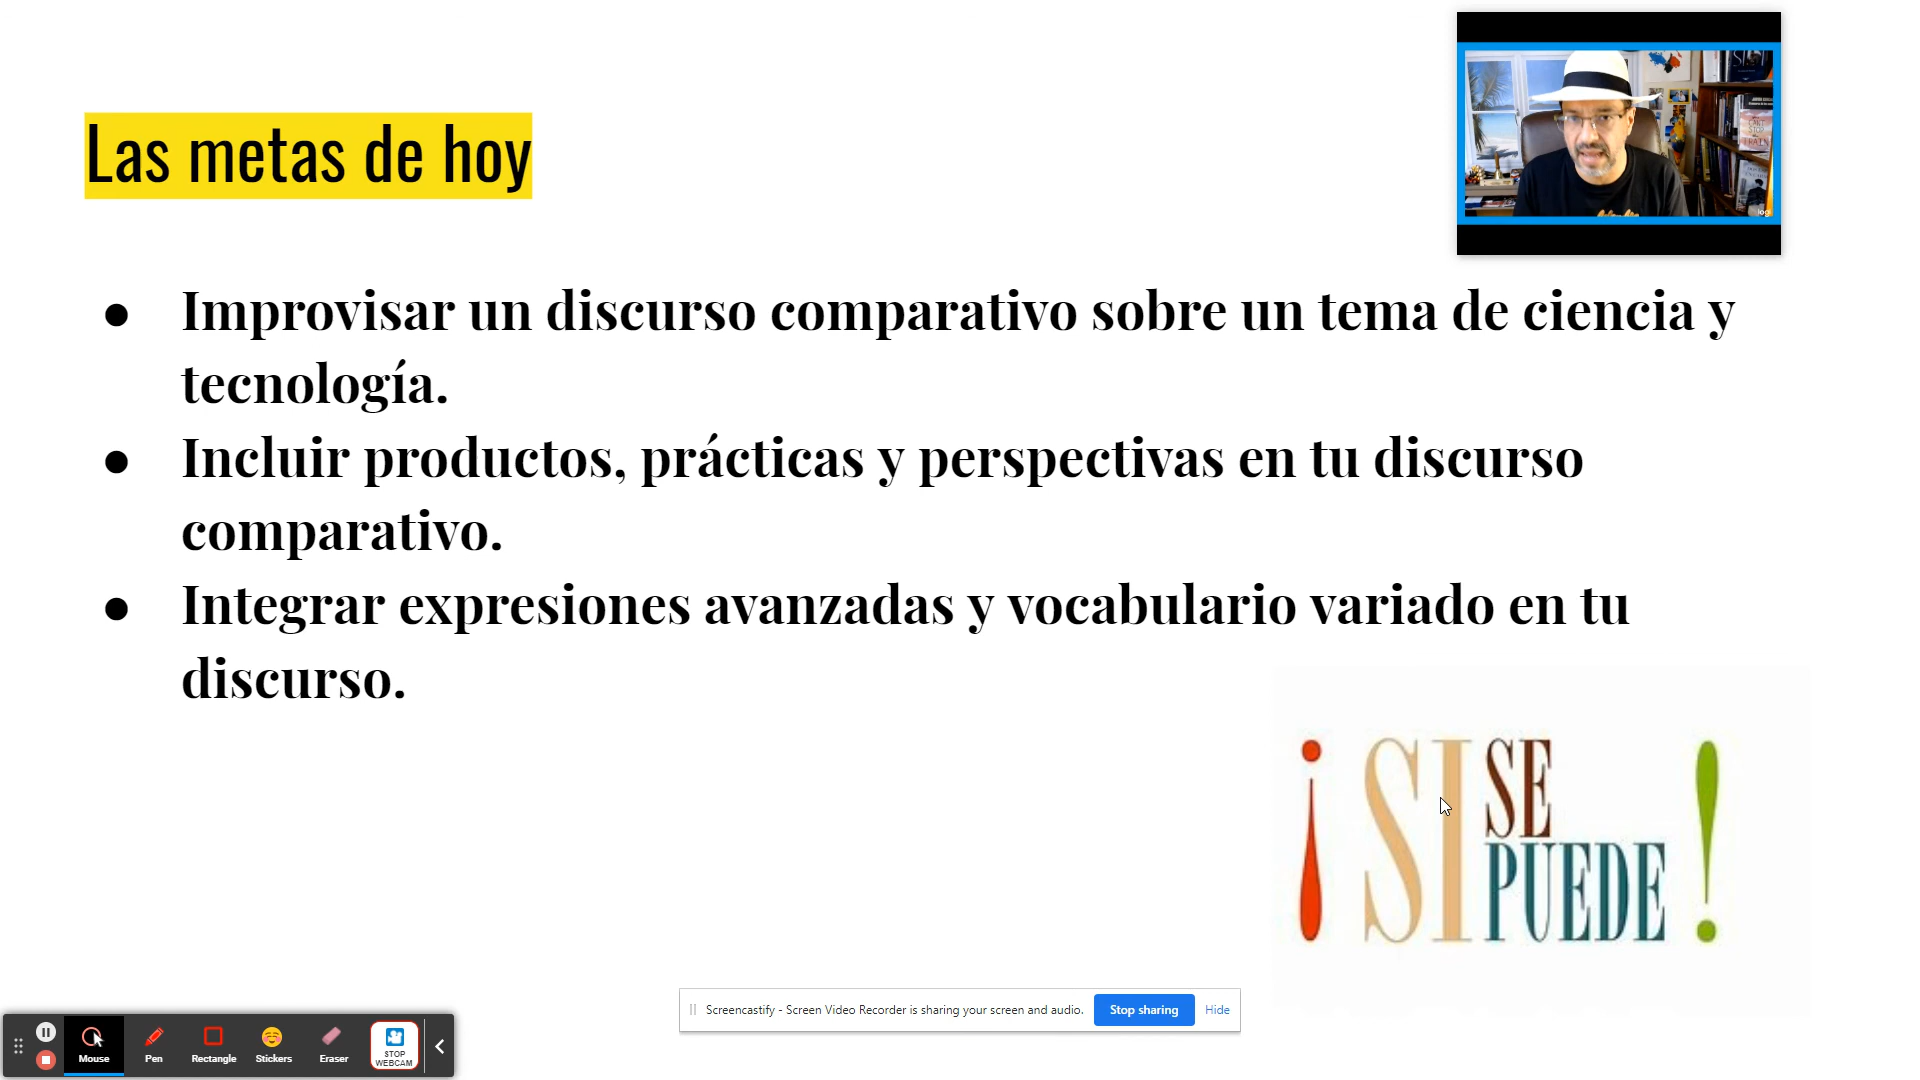 Las metas de hoy
● Improvisar un discurso comparativo sobre un tema de ciencia y
tecnología.
● Incluir productos, prácticas y perspectivas en tu discurso
comparativo.
● Integrar expresiones avanzadas y vocabulario variado en tu
discurso.
¡SI SE
PUEDE!
Screencastify - Screen Video Recorder is sharing your screen and audio. Stop sharing Hide
Mouse Pen Rectangle Stickers Eraser STOP
WEBCAM
logi